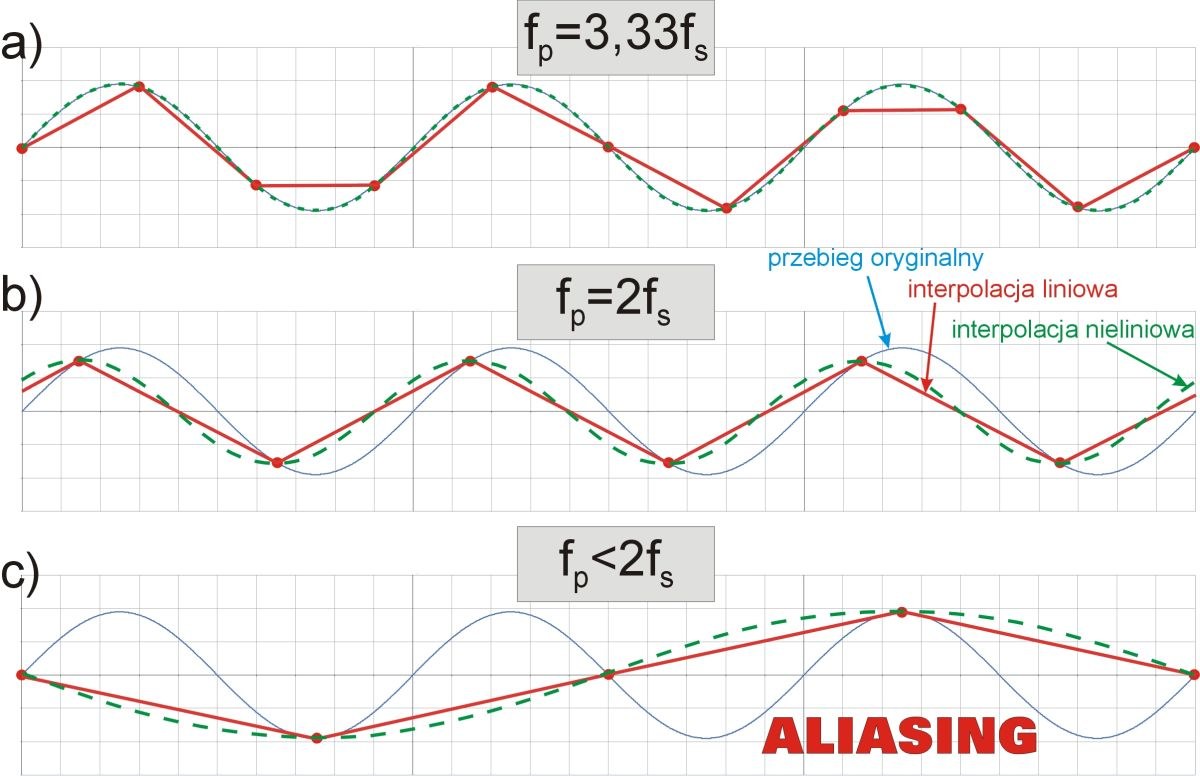 a)
fp=3,33fs
b)
fp=2fs
przebieg oryginalny
interpolacja liniowa
interpolacja nieliniowa
c)
fp<2fs
ALIASING